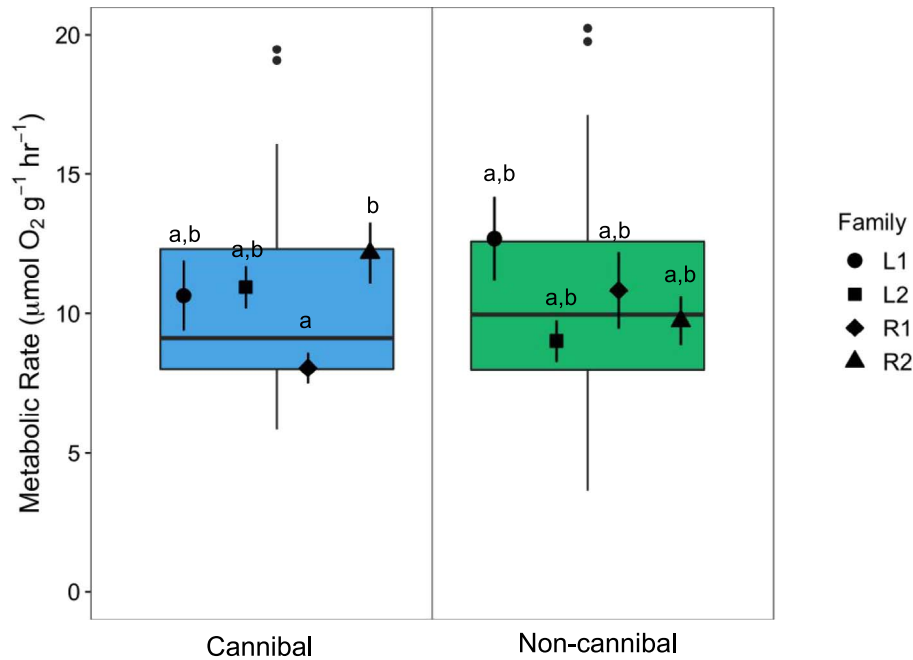 20
15
10
5
0
Metabolic Rate (μmol O₂ g⁻¹ hr⁻¹)
a,b
a,b
a
b
a,b
a,b
a,b
a,b
Cannibal
Non-cannibal
Family
L1
L2
R1
R2